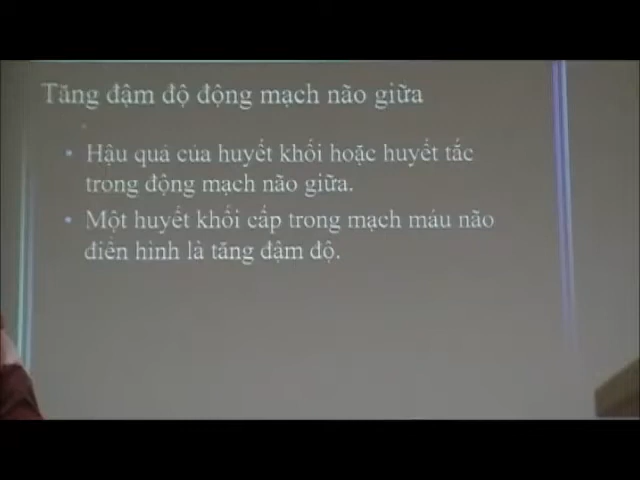 Tăng đậm độ động mạch não giữa
• Hậu quả của huyết khối hoặc huyết tắc
trong động mạch não giữa.
• Một huyết khối cấp trong mạch máu não
điển hình là tăng đậm độ.